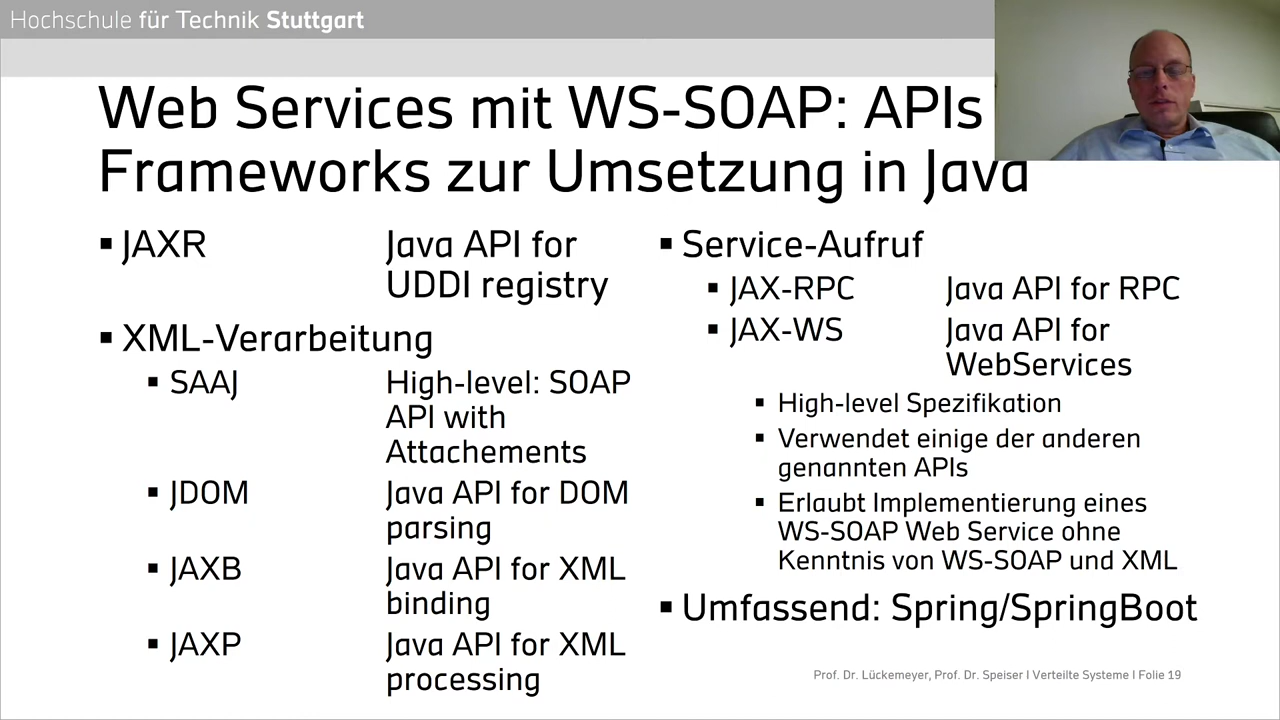 Hochschule für Technik Stuttgart
Web Services mit WS-SOAP: APIs
Frameworks zur Umsetzung in Java
▪ JAXR Java API for
UDDI registry
▪ XML-Verarbeitung
▪ SAAJ High-level: SOAP
API with
Attachements
▪ JDOM Java API for DOM
parsing
▪ JAXB Java API for XML
binding
▪ JAXP Java API for XML
processing
▪ Service-Aufruf
▪ JAX-RPC Java API for RPC
▪ JAX-WS Java API for
WebServices
▪ High-level Spezifikation
▪ Verwendet einige der anderen
genannten APIs
▪ Erlaubt Implementierung eines
WS-SOAP Web Service ohne
Kenntnis von WS-SOAP und XML
▪ Umfassend: Spring/SpringBoot
Prof. Dr. Lückemeyer, Prof. Dr. Speiser I Verteilte Systeme I Folie 19